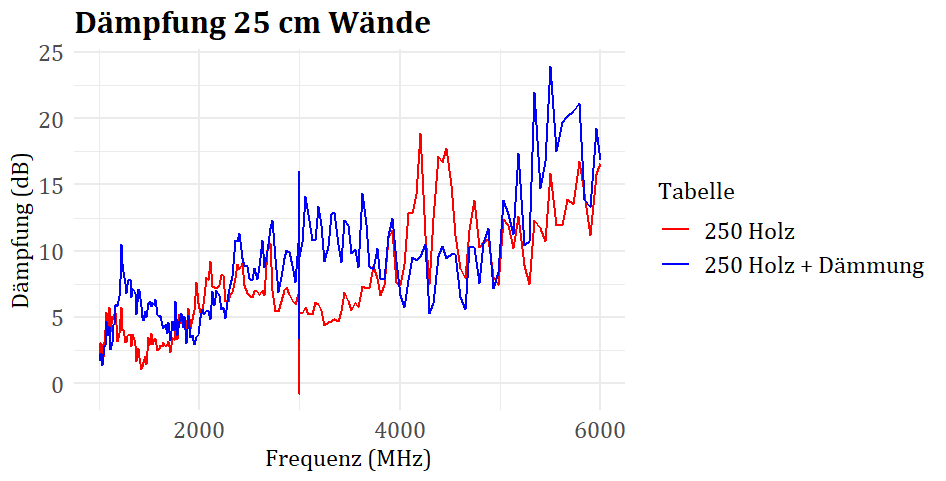 Dämpfung 25 cm Wände
Dämpfung (dB)
25
20
15
10
5
0
2000
4000
6000
Frequenz (MHz)
Tabelle
250 Holz
250 Holz + Dämmung